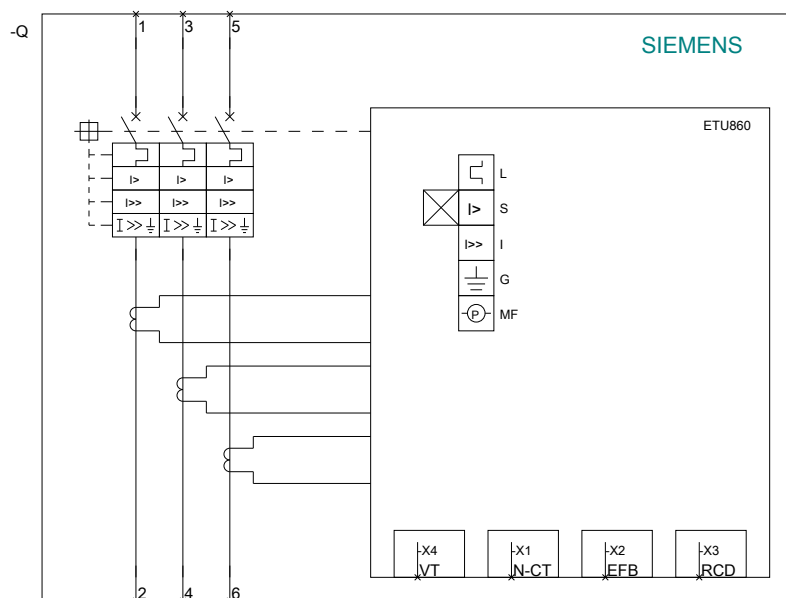 -Q
1 3 5
SIEMENS
ETU860
L
I> I> I> I> S
I>> I>> I>> I>> I
I>> I>> I>> G
P MF
-X4 -X1 -X2 -X3
VT N-CT EFB RCD
2 4 6